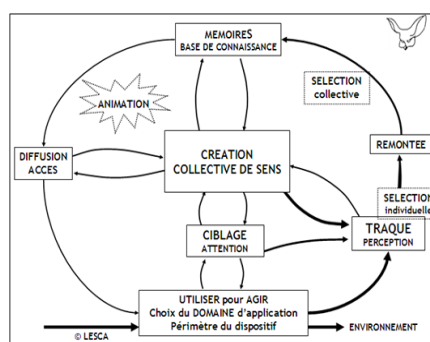 MEMOIRES
BASE DE CONNAISSANCE
SELECTION
collective
ANIMATION
DIFFUSION
ACCES
CREATION
COLLECTIVE DE SENS
REMONTEE
SELECTION
individuelle
CIBLAGE
ATTENTION
TRAQUE
PERCEPTION
UTILISER pour AGIR
Choix du DOMAINE d'application
Périmètre du dispositif
ENVIRONNEMENT
© LESCA